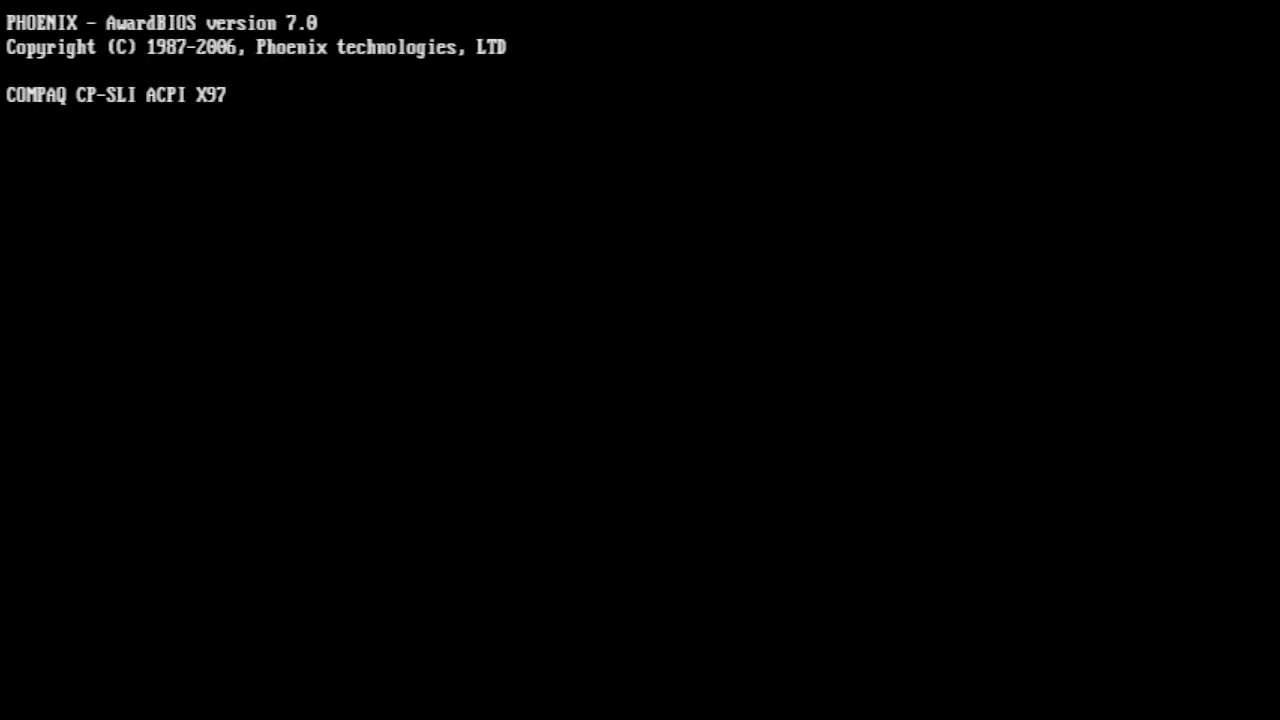 PHOENIX - AwardBIOS version 7.0
Copyright (C) 1987-2006, Phoenix technologies, LTD
COMPAQ CP-SLI ACPI X97